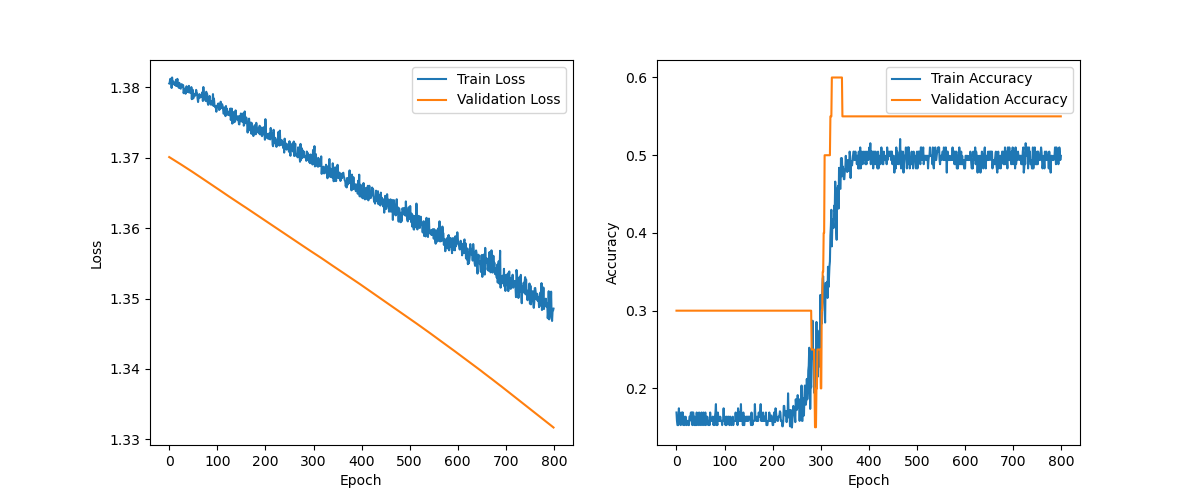 Train Loss
Validation Loss
1.38
1.37
1.36
1.35
1.34
1.33
Loss
0 100 200 300 400 500 600 700 800
Epoch
Train Accuracy
Validation Accuracy
0.6
0.5
0.4
0.3
0.2
Accuracy
0 100 200 300 400 500 600 700 800
Epoch